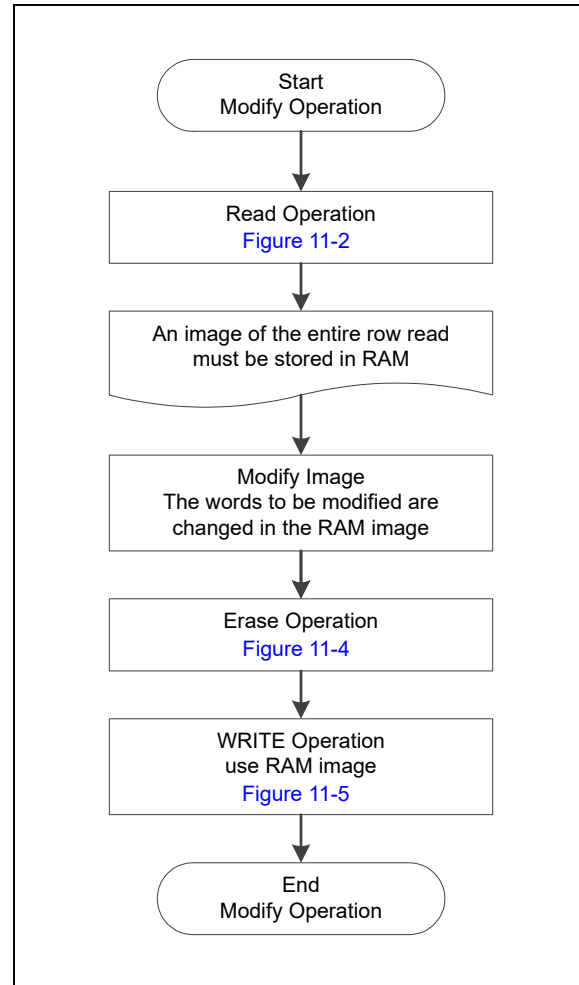 Start
Modify Operation
Read Operation
Figure 11-2
An image of the entire row read
must be stored in RAM
Modify Image
The words to be modified are
changed in the RAM image
Erase Operation
Figure 11-4
WRITE Operation
use RAM image
Figure 11-5
End
Modify Operation